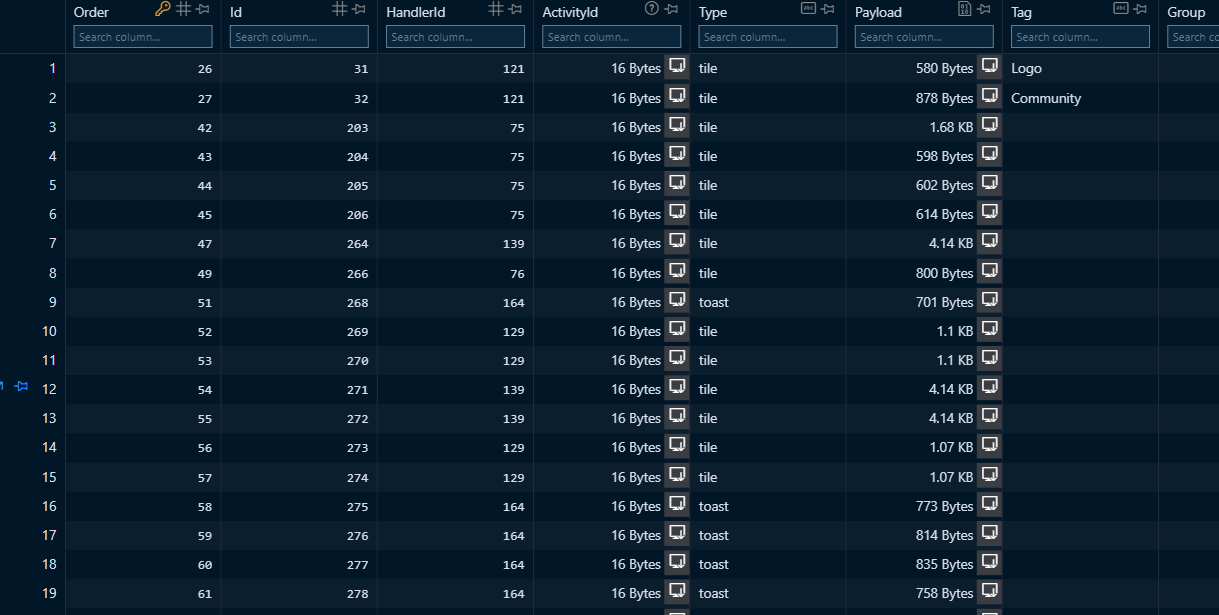 Order Id HandlerId ActivityId Type Payload Tag Group
Search column... Search column... Search column... Search column... Search column... Search column... Search column... Search co
1 26 31 121 16 Bytes tile 580 Bytes Logo
2 27 32 121 16 Bytes tile 878 Bytes Community
3 42 203 75 16 Bytes tile 1.68 KB
4 43 204 75 16 Bytes tile 598 Bytes
5 44 205 75 16 Bytes tile 602 Bytes
6 45 206 75 16 Bytes tile 614 Bytes
7 47 264 139 16 Bytes tile 4.14 KB
8 49 266 76 16 Bytes tile 800 Bytes
9 51 268 164 16 Bytes toast 701 Bytes
10 52 269 129 16 Bytes tile 1.1 KB
11 53 270 129 16 Bytes tile 1.1 KB
12 54 271 139 16 Bytes tile 4.14 KB
13 55 272 139 16 Bytes tile 4.14 KB
14 56 273 129 16 Bytes tile 1.07 KB
15 57 274 129 16 Bytes tile 1.07 KB
16 58 275 164 16 Bytes toast 773 Bytes
17 59 276 164 16 Bytes toast 814 Bytes
18 60 277 164 16 Bytes toast 835 Bytes
19 61 278 164 16 Bytes toast 758 Bytes